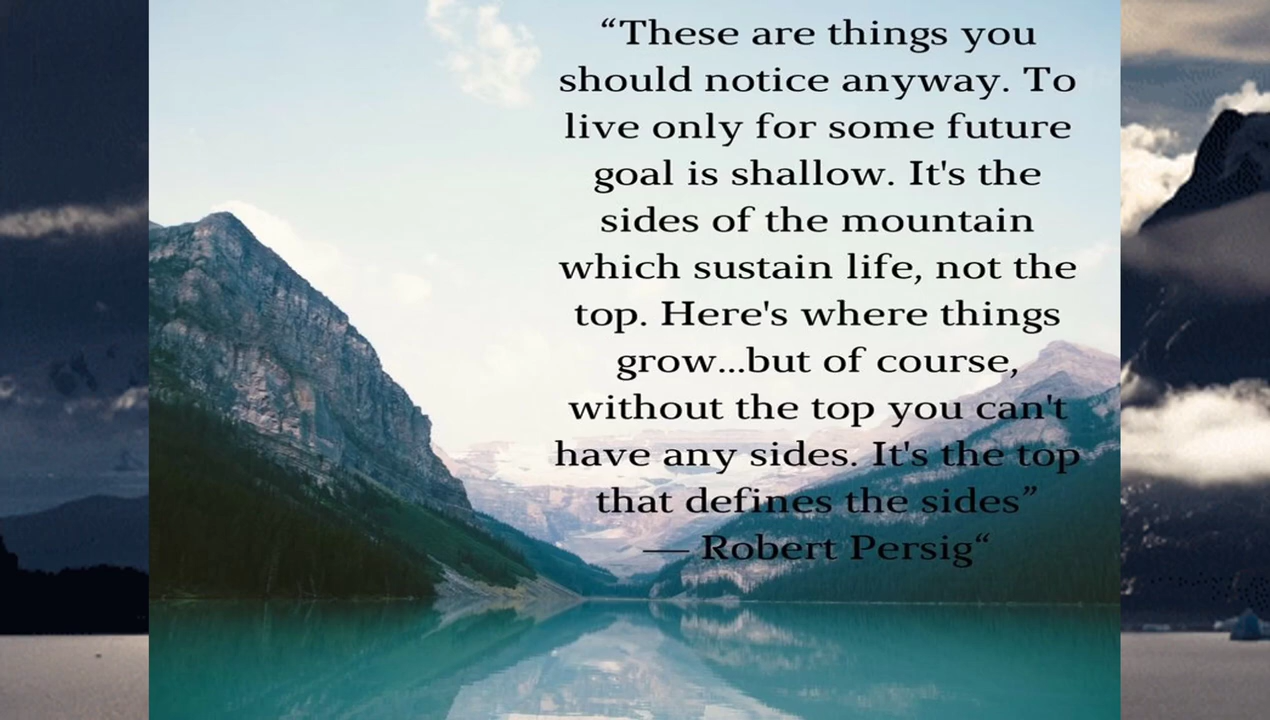 “These are things you
should notice anyway. To
live only for some future
goal is shallow. It's the
sides of the mountain
which sustain life, not the
top. Here's where things
grow...but of course,
without the top you can't
have any sides. It's the top
that defines the sides”
— Robert Persig“